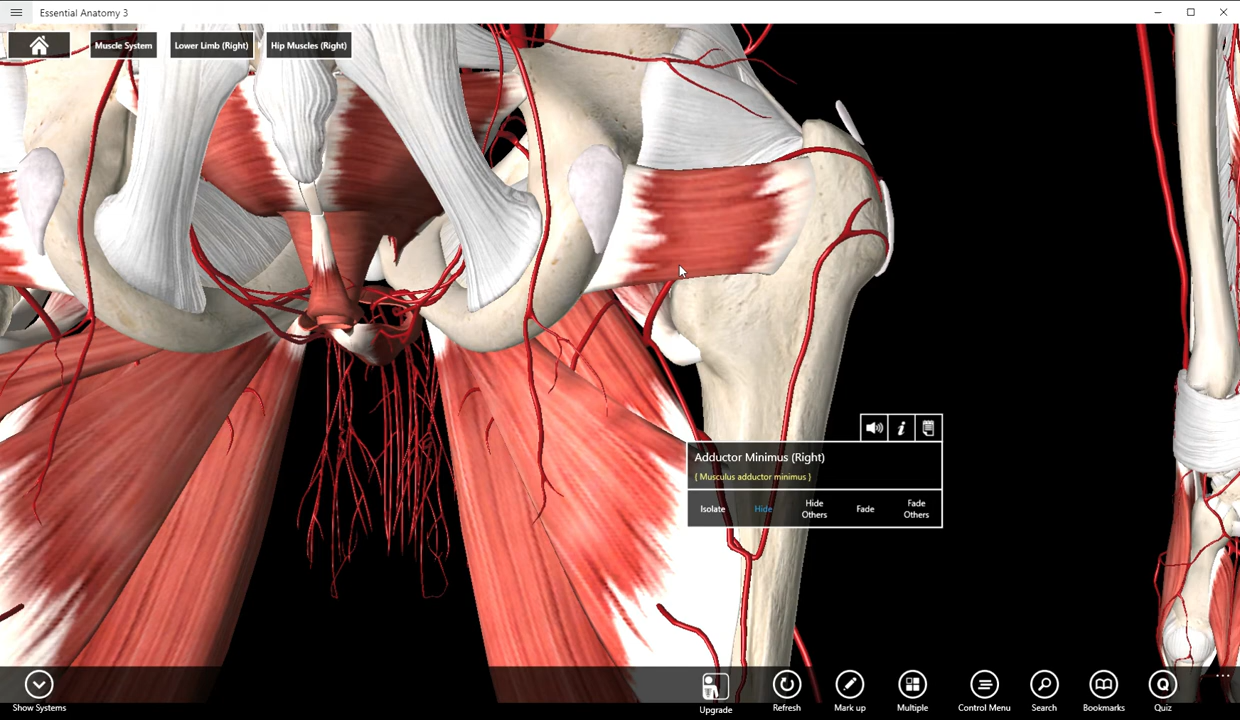 Essential Anatomy 3
Muscle System
Lower Limb (Right)
Hip Muscles (Right)
Adductor Minimus (Right)
{ Musculus adductor minimus }
Isolate
Hide
Hide
Others
Fade
Fade
Others
Show Systems
Upgrade
Refresh
Mark up
Multiple
Control Menu
Search
Bookmarks
Q
Quiz